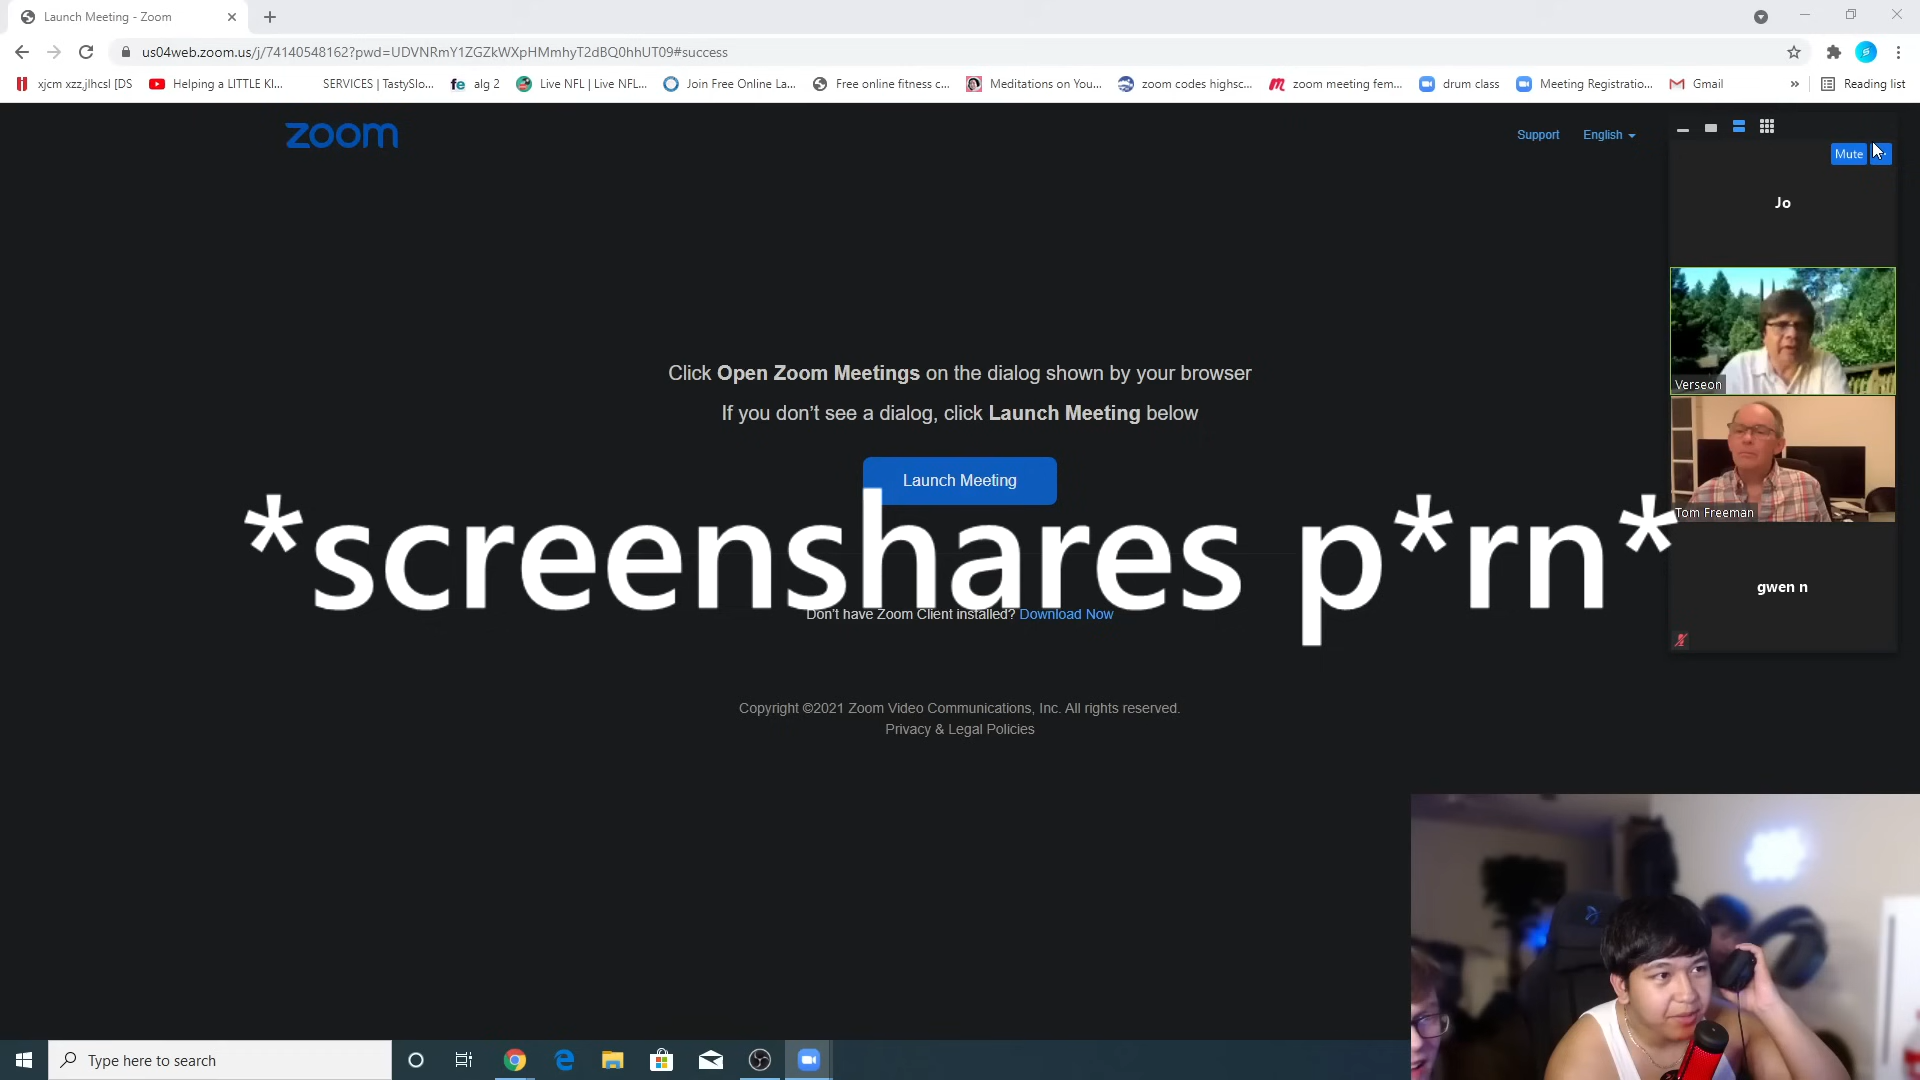 Launch Meeting - Zoom
us04web.zoom.us/j/74140548162?pwd=UDVNRmY1ZGZkWXpHMmhyT2dBQ0hhUT09#success
xjcm xzz,jlhcsl [DS
Helping a LITTLE KI...
SERVICES | TastySlo...
fe alg 2
Live NFL | Live NFL...
Join Free Online La...
Free online fitness c...
Meditations on You...
zoom codes highsc...
zoom meeting fem...
drum class
Meeting Registratio...
Gmail
»
Reading list
zoom
Support
English
Mute
Jo
Click Open Zoom Meetings on the dialog shown by your browser
Verseon
If you don't see a dialog, click Launch Meeting below
Launch Meeting
Tom Freeman
*screenshares p*rn*
gwen n
Don't have Zoom Client installed? Download Now
Copyright ©2021 Zoom Video Communications, Inc. All rights reserved.
Privacy & Legal Policies
Type here to search